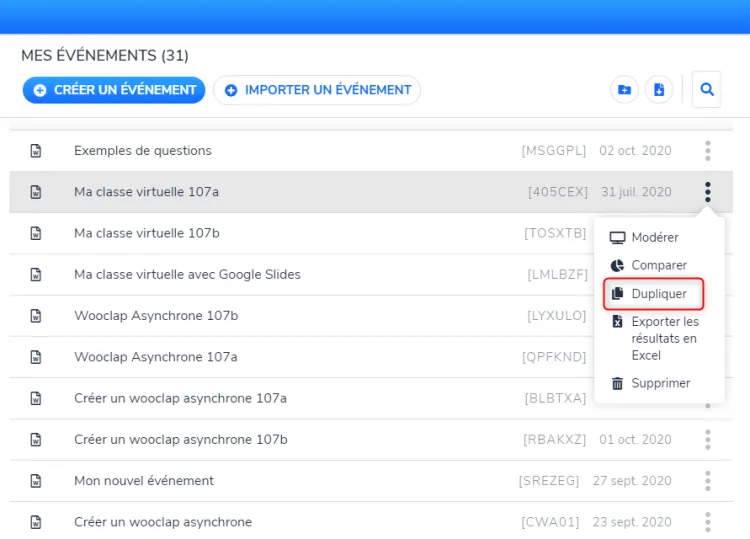 MES ÉVÉNEMENTS (31)
CRÉER UN ÉVÉNEMENT
IMPORTER UN ÉVÉNEMENT
Exemples de questions [MSGGPL] 02 oct. 2020
Ma classe virtuelle 107a [405CEX] 31 juil. 2020
Ma classe virtuelle 107b [TOSXTB]
Ma classe virtuelle avec Google Slides [LMLBZF]
Wooclap Asynchrone 107b [LYXULO]
Wooclap Asynchrone 107a [QPFKND]
Créer un wooclap asynchrone 107a [BLBTXA]
Créer un wooclap asynchrone 107b [RBAKXZ] 01 oct. 2020
Mon nouvel événement [SREZEG] 27 sept. 2020
Créer un wooclap asynchrone [CWA01] 23 sept. 2020
Modérer
Comparer
Dupliquer
Exporter les
résultats en
Excel
Supprimer